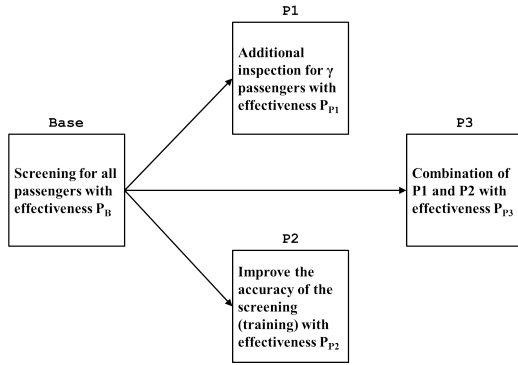 P1
Additional
inspection for γ
passengers with
effectiveness P_P1
Base
Screening for all
passengers with
effectiveness P_B
P3
Combination of
P1 and P2 with
effectiveness P_P3
P2
Improve the
accuracy of the
screening
(training) with
effectiveness P_P2